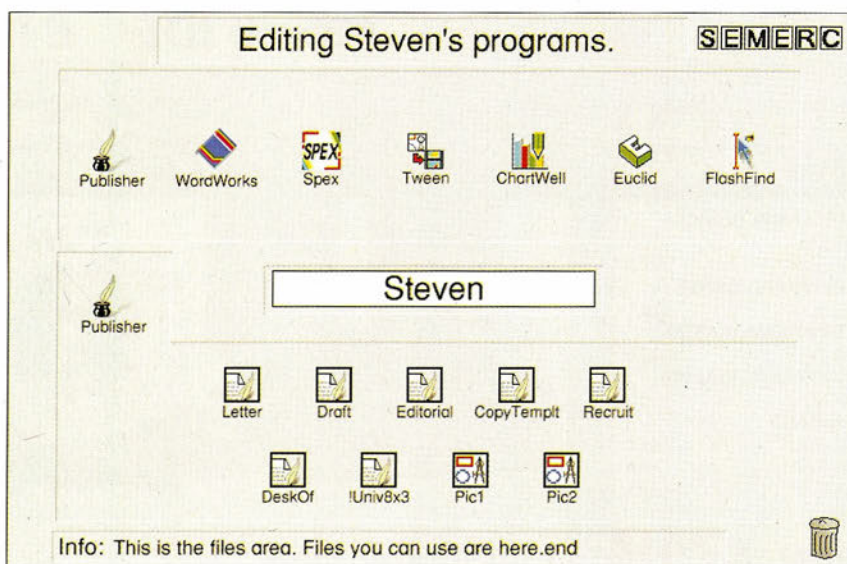 Editing Steven's programs.
SEMERC
SPEX
Publisher WordWorks Spex Tween ChartWell Euclid FlashFind
Steven
Publisher
Letter Draft Editorial CopyTemplt Recruit
DeskOf !Univ8x3 Pic1 Pic2
Info: This is the files area. Files you can use are here.end